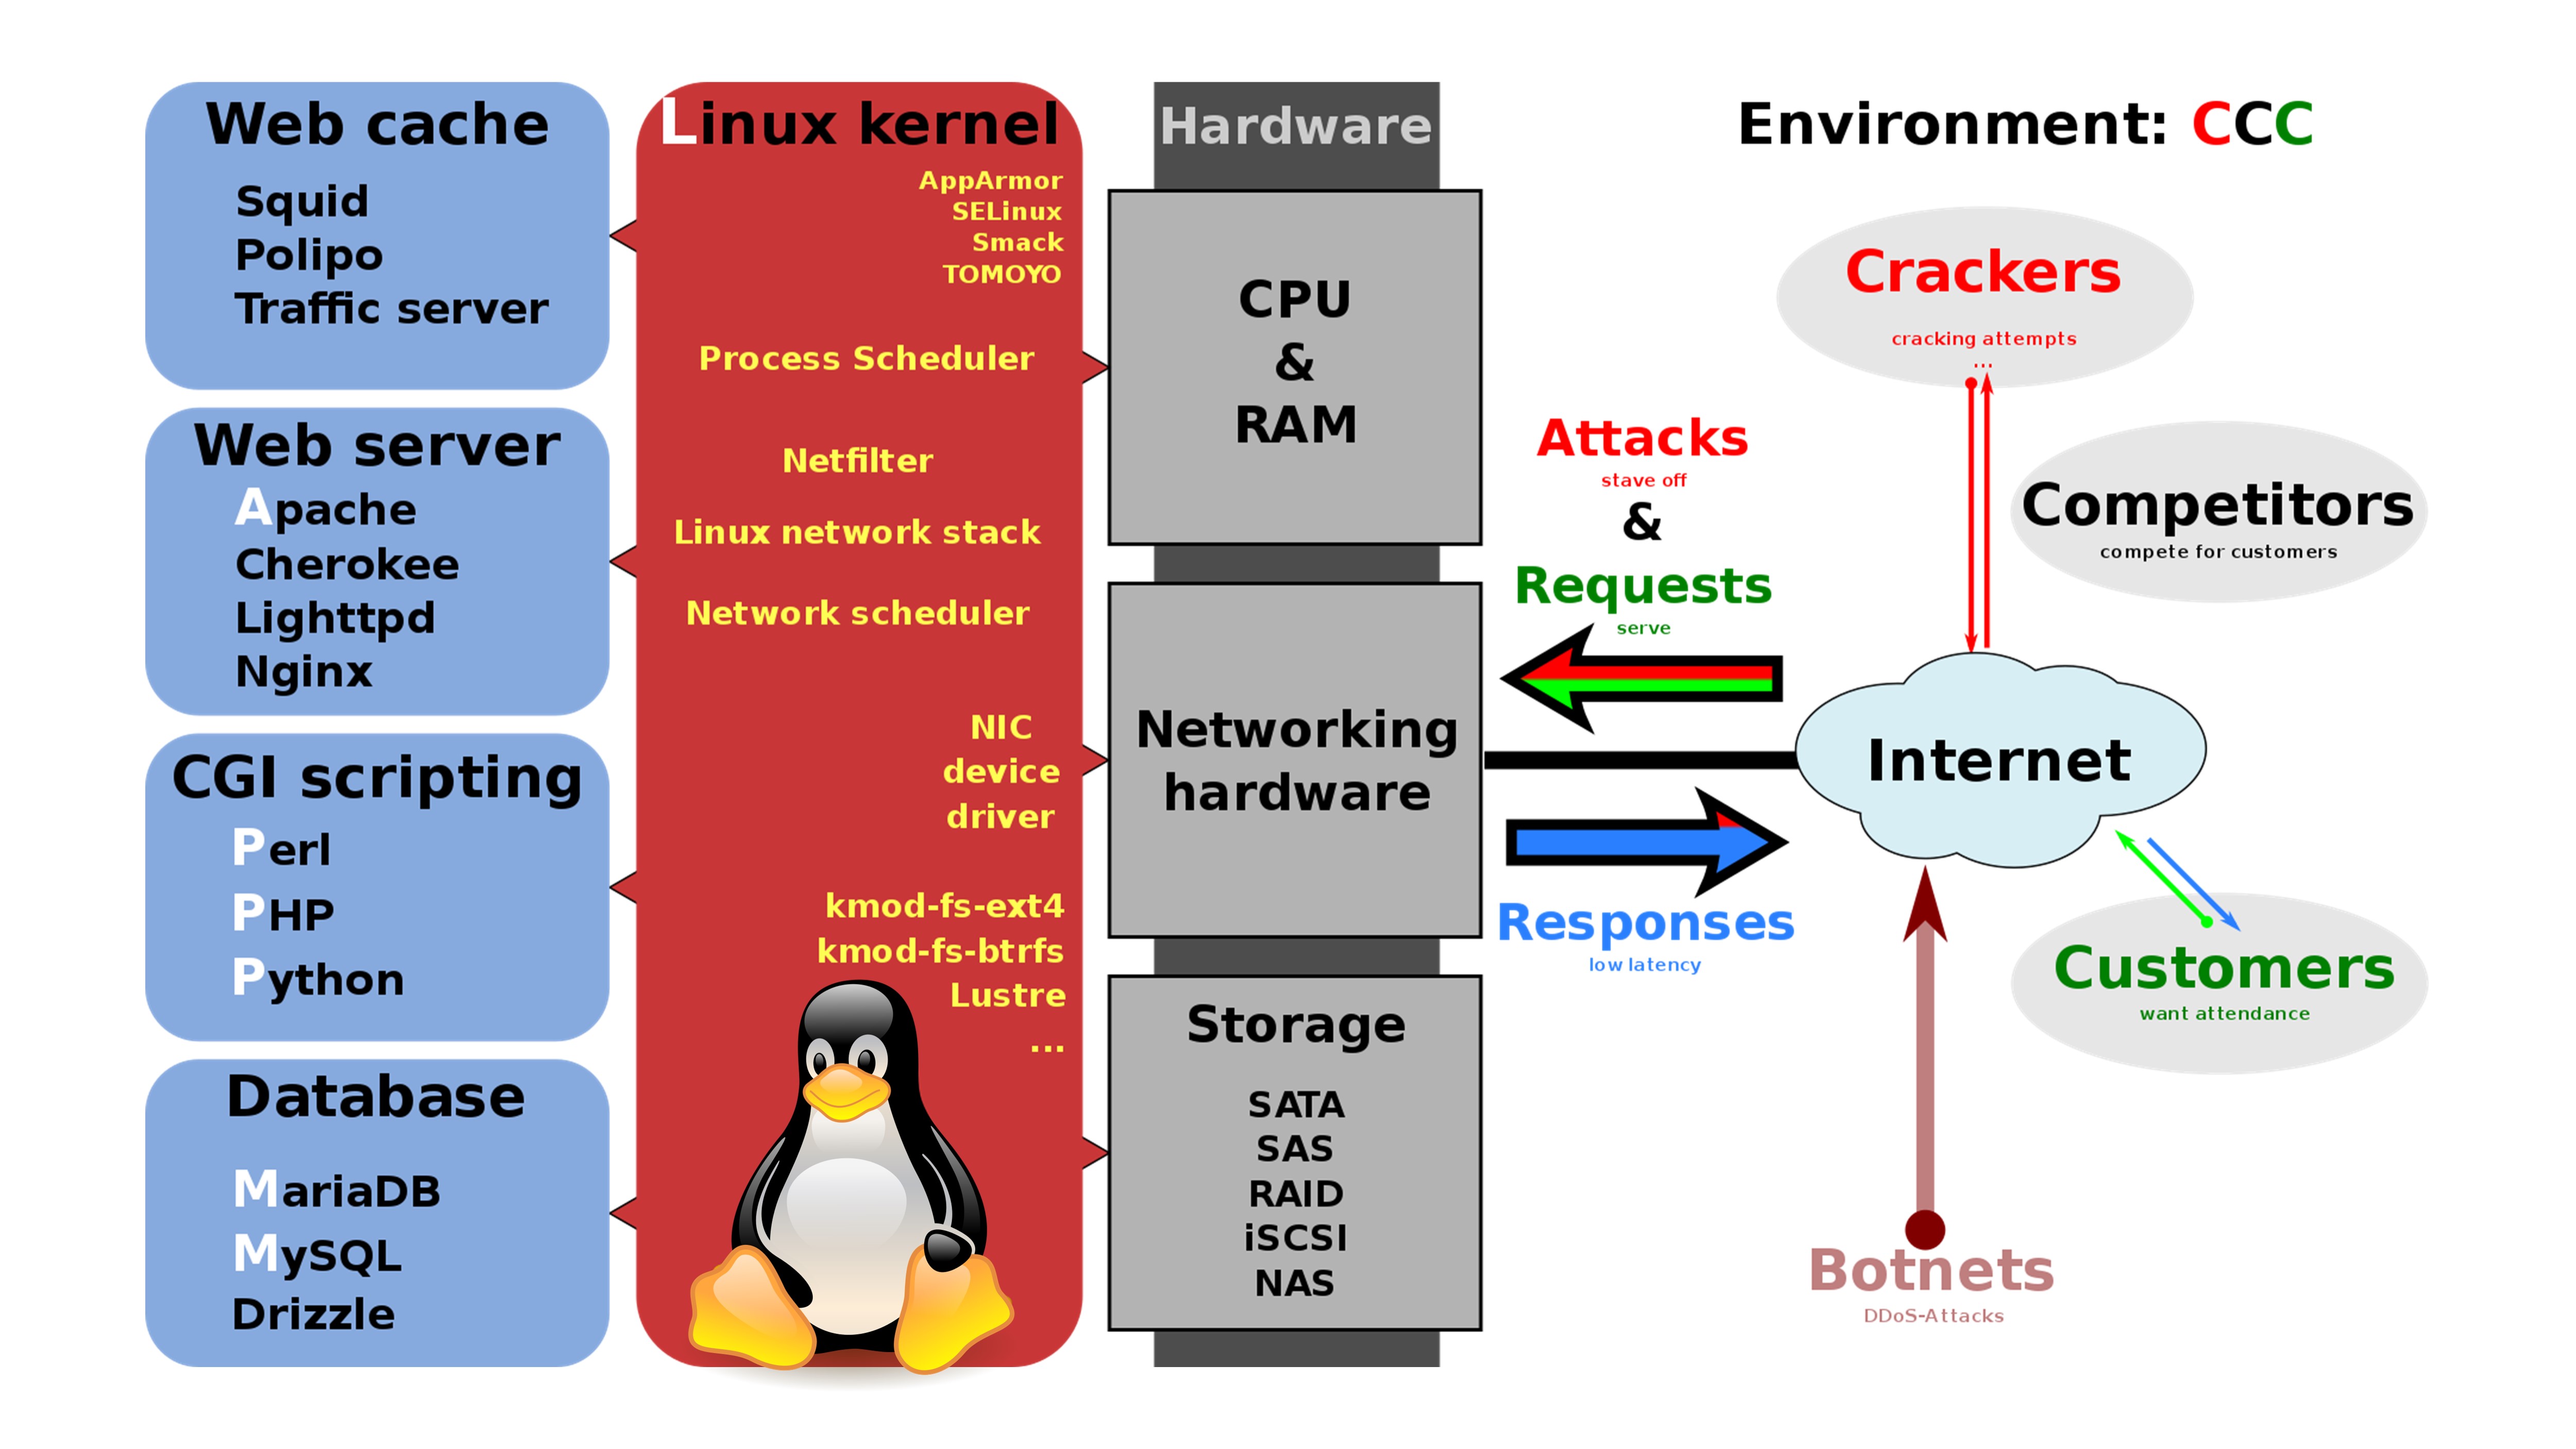 Web cache
Squid
Polipo
Traffic server
Web server
Apache
Cherokee
Lighttpd
Nginx
CGI scripting
Perl
PHP
Python
Database
MariaDB
MySQL
Drizzle
Linux kernel
AppArmor
SELinux
Smack
TOMOYO
Process Scheduler
Netfilter
Linux network stack
Network scheduler
NIC
device
driver
kmod-fs-ext4
kmod-fs-btrfs
Lustre
...
Hardware
CPU
&
RAM
Networking
hardware
Storage
SATA
SAS
RAID
iSCSI
NAS
Attacks
stave off
&
Requests
serve
Responses
low latency
Environment: CCC
Crackers
cracking attempts
...
Competitors
compete for customers
Internet
Customers
want attendance
Botnets
DDoS-Attacks